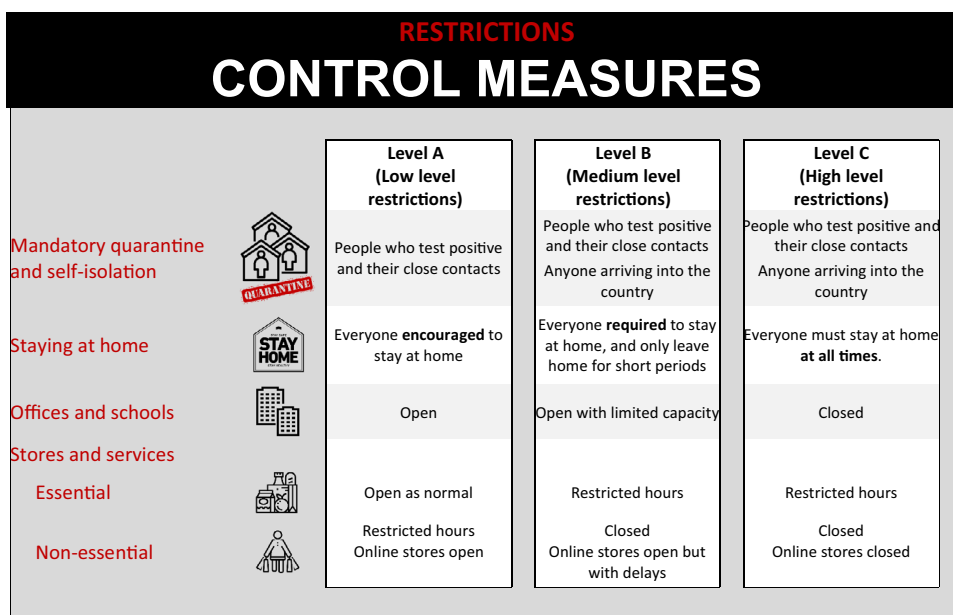 RESTRICTIONS
CONTROL MEASURES
Level A
(Low level
restrictions)
Level B
(Medium level
restrictions)
Level C
(High level
restrictions)
Mandatory quarantine
and self-isolation
QUARANTINE
People who test positive
and their close contacts
People who test positive
and their close contacts
Anyone arriving into the
country
People who test positive and
their close contacts
Anyone arriving into the
country
Staying at home
STAY
HOME
Everyone encouraged to
stay at home
Everyone required to stay
at home, and only leave
home for short periods
Everyone must stay at home
at all times.
Offices and schools
Open
Open with limited capacity
Closed
Stores and services
Essential
Open as normal
Restricted hours
Restricted hours
Non-essential
Restricted hours
Online stores open
Closed
Online stores open but
with delays
Closed
Online stores closed